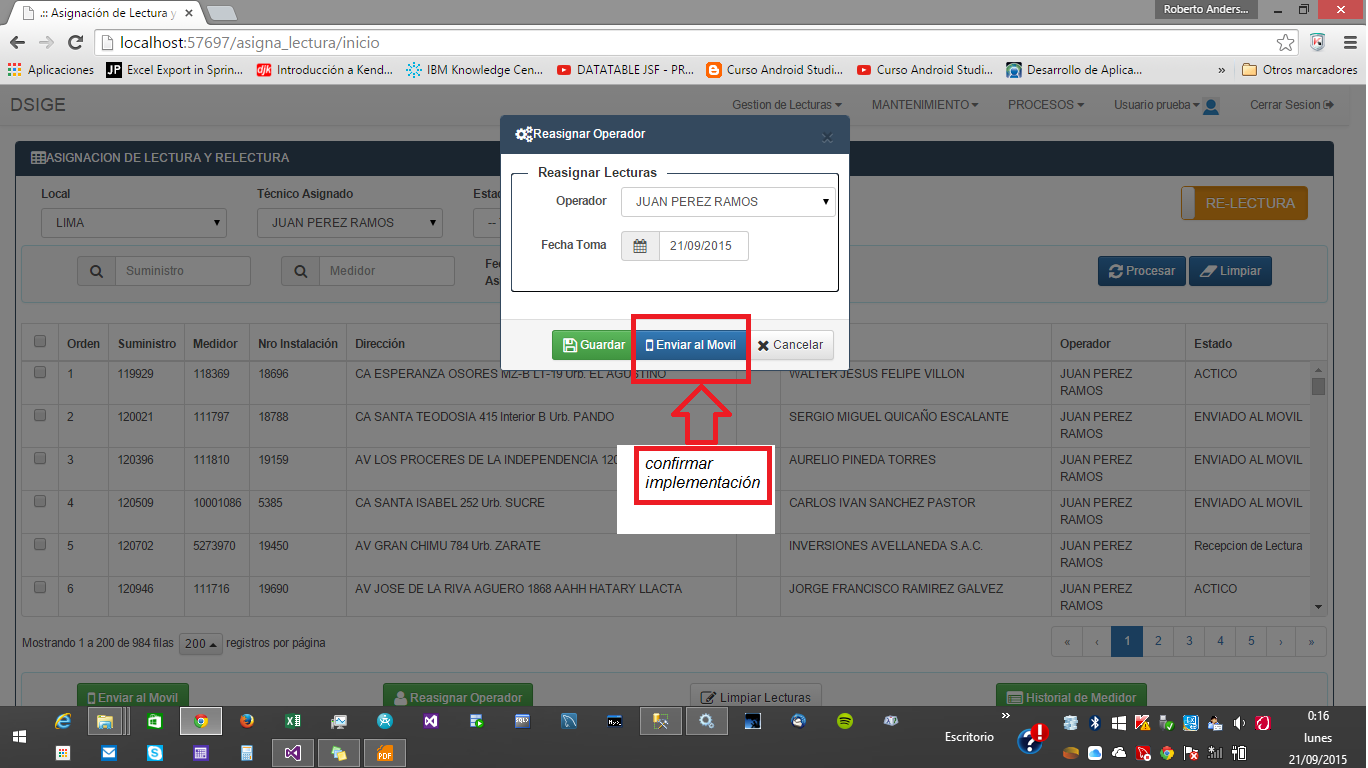 .:: Asignación de Lectura y
Roberto Anders...
localhost:57697/asigna_lectura/inicio
Aplicaciones
Excel Export in Sprin...
Introducción a Kend...
IBM Knowledge Cen...
DATATABLE JSF - PR...
Curso Android Studi...
Curso Android Studi...
Desarrollo de Aplica...
»
Otros marcadores
DSIGE
Gestion de Lecturas
MANTENIMIENTO
PROCESOS
Usuario prueba
Cerrar Sesion
Reasignar Operador
×
Reasignar Lecturas
Operador
JUAN PEREZ RAMOS
Fecha Toma
21/09/2015
Guardar
Enviar al Movil
Cancelar
confirmar
implementación
ASIGNACION DE LECTURA Y RELECTURA
Local
Técnico Asignado
LIMA
JUAN PEREZ RAMOS
RE-LECTURA
Suministro
Medidor
Procesar
Limpiar
Orden Suministro Medidor Nro Instalación Dirección Operador Estado
1 119929 118369 18696 CA ESPERANZA OSORES MZ-B LT-19 Urb. EL AGUSTINO WALTER JESUS FELIPE VILLON JUAN PEREZ RAMOS ACTICO
2 120021 111797 18788 CA SANTA TEODOSIA 415 Interior B Urb. PANDO SERGIO MIGUEL QUICAÑO ESCALANTE JUAN PEREZ RAMOS ENVIADO AL MOVIL
3 120396 111810 19159 AV LOS PROCERES DE LA INDEPENDENCIA AURELIO PINEDA TORRES JUAN PEREZ RAMOS ENVIADO AL MOVIL
4 120509 10001086 5385 CA SANTA ISABEL 252 Urb. SUCRE CARLOS IVAN SANCHEZ PASTOR JUAN PEREZ RAMOS ENVIADO AL MOVIL
5 120702 5273970 19450 AV GRAN CHIMU 784 Urb. ZARATE INVERSIONES AVELLANEDA S.A.C. JUAN PEREZ RAMOS Recepcion de Lectura
6 120946 111716 19690 AV JOSE DE LA RIVA AGUERO 1868 AAHH HATARY LLACTA JORGE FRANCISCO RAMIREZ GALVEZ JUAN PEREZ RAMOS ACTICO
Mostrando 1 a 200 de 984 filas 200 registros por página
« ‹ 1 2 3 4 5 › »
Enviar al Movil
Reasignar Operador
Limpiar Lecturas
Historial de Medidor
»
Escritorio
0:16
lunes
21/09/2015